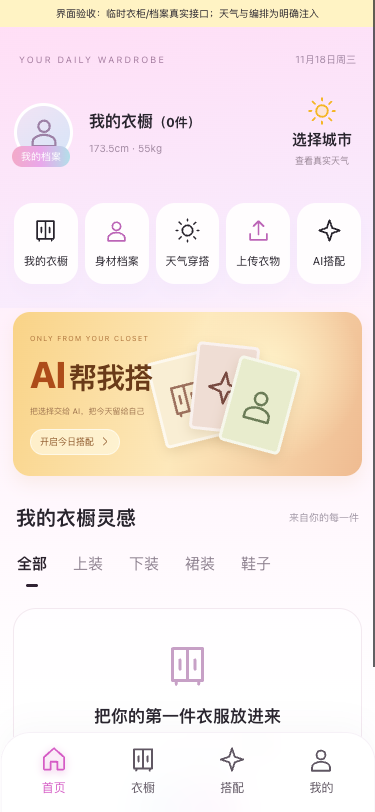 界面验收：临时衣柜/档案真实接口；天气与编排为明确注入
YOUR DAILY WARDROBE
11月18日周三
我的衣橱（0件）
173.5cm · 55kg
我的档案
选择城市
查看真实天气
我的衣橱
身材档案
天气穿搭
上传衣物
AI搭配
ONLY FROM YOUR CLOSET
AI帮我搭
把选择交给 AI，把今天留给自己
开启今日搭配
我的衣橱灵感
来自你的每一件
全部
上装
下装
裙装
鞋子
把你的第一件衣服放进来
首页
衣橱
搭配
我的